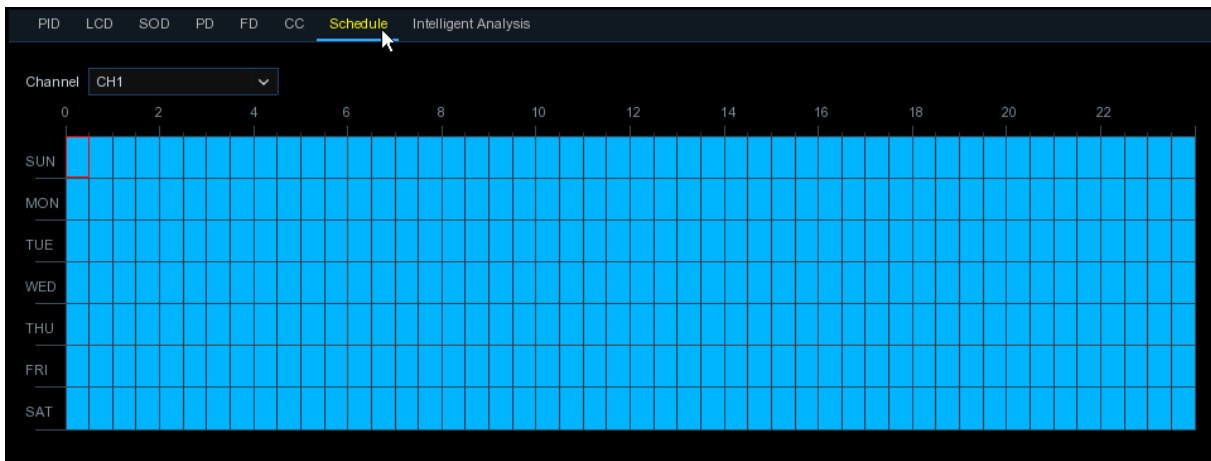 PID LCD SOD PD FD CC Schedule Intelligent Analysis
Channel CH1
0 2 4 6 8 10 12 14 16 18 20 22
SUN
MON
TUE
WED
THU
FRI
SAT